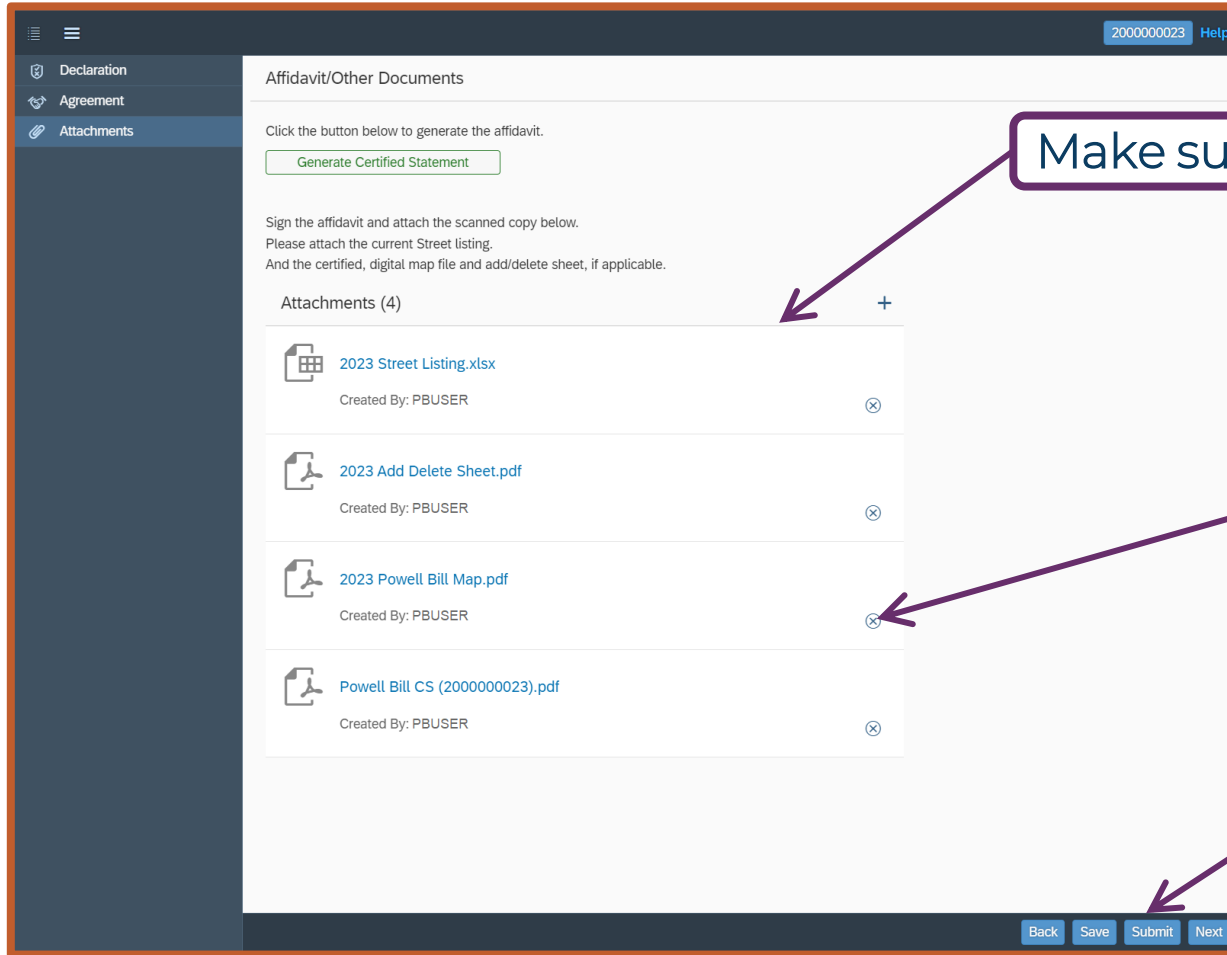 2000000023 Help
Declaration
Agreement
Attachments
Affidavit/Other Documents
Click the button below to generate the affidavit.
Generate Certified Statement
Make su
Sign the affidavit and attach the scanned copy below.
Please attach the current Street listing.
And the certified, digital map file and add/delete sheet, if applicable.
Attachments (4)
2023 Street Listing.xlsx
Created By: PBUSER
2023 Add Delete Sheet.pdf
Created By: PBUSER
2023 Powell Bill Map.pdf
Created By: PBUSER
Powell Bill CS (2000000023).pdf
Created By: PBUSER
Back Save Submit Next